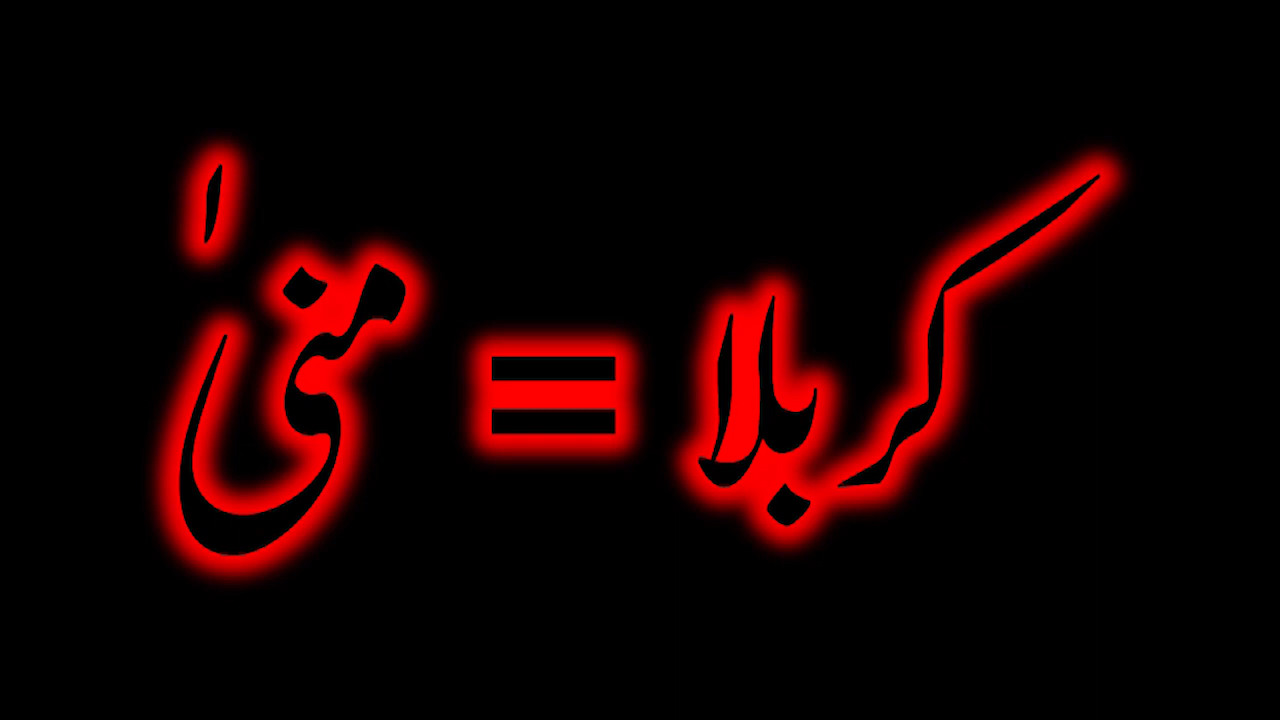 کربلا = منیٰ